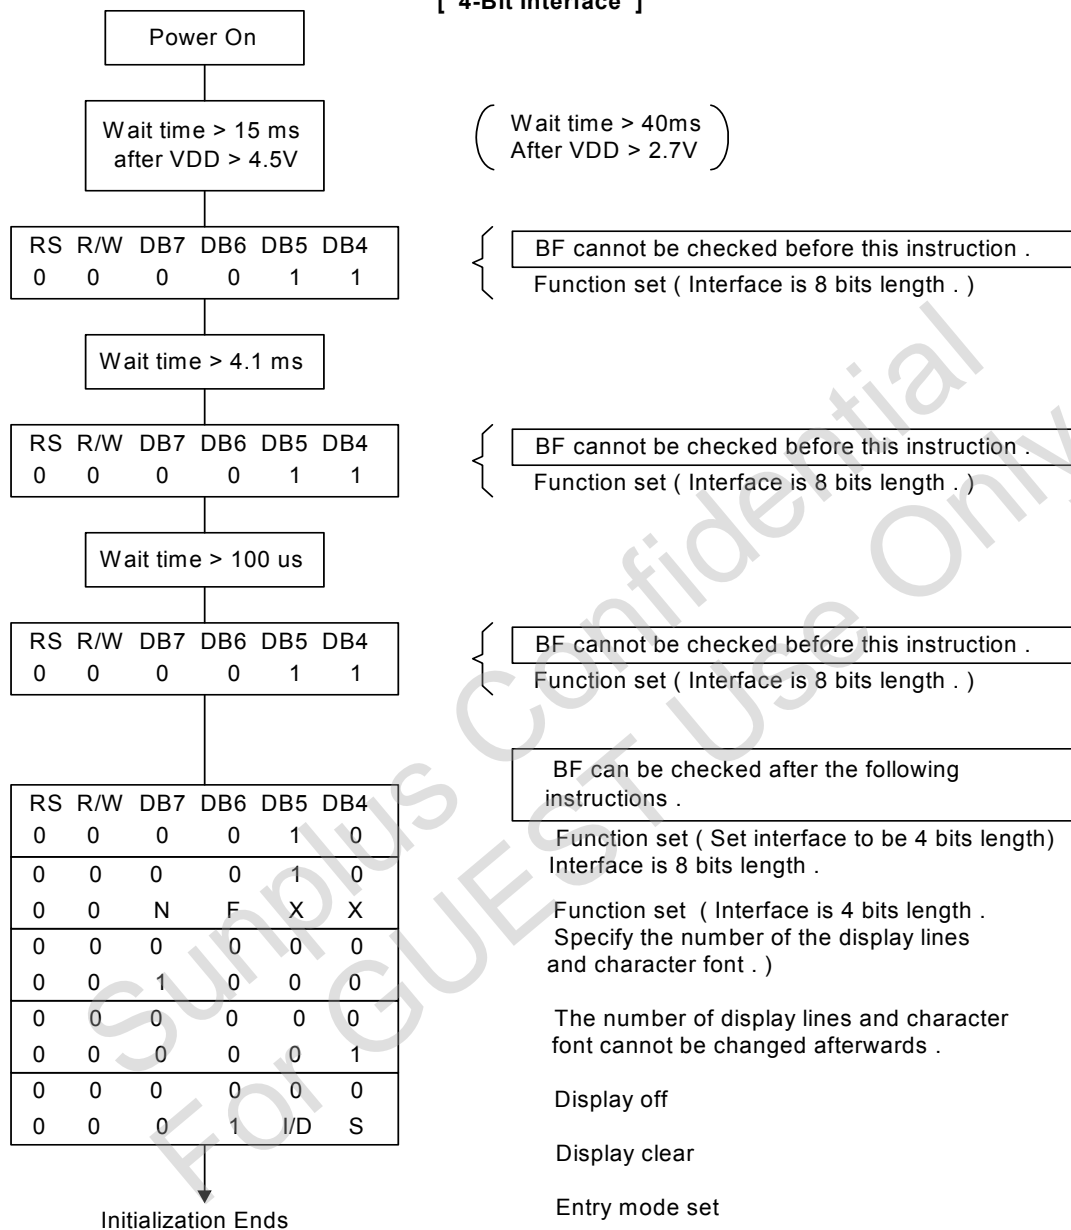 [ 4-Bit Interface ]
Power On
Wait time > 15 ms
after VDD > 4.5V
Wait time > 40ms
After VDD > 2.7V
RS R/W DB7 DB6 DB5 DB4
0 0 0 0 1 1
BF cannot be checked before this instruction .
Function set ( Interface is 8 bits length . )
Wait time > 4.1 ms
RS R/W DB7 DB6 DB5 DB4
0 0 0 0 1 1
BF cannot be checked before this instruction .
Function set ( Interface is 8 bits length . )
Wait time > 100 us
RS R/W DB7 DB6 DB5 DB4
0 0 0 0 1 1
BF cannot be checked before this instruction .
Function set ( Interface is 8 bits length . )
RS R/W DB7 DB6 DB5 DB4
0 0 0 0 1 0
0 0 0 0 1 0
0 0 N F X X
0 0 0 0 0 0
0 0 1 0 0 0
0 0 0 0 0 0
0 0 0 0 0 1
0 0 0 0 0 0
0 0 0 1 I/D S
Initialization Ends
BF can be checked after the following
instructions .
Function set ( Set interface to be 4 bits length)
Interface is 8 bits length .
Function set ( Interface is 4 bits length .
Specify the number of the display lines
and character font . )
The number of display lines and character
font cannot be changed afterwards .
Display off
Display clear
Entry mode set
Sunplus Confidential
For GUEST Use Only